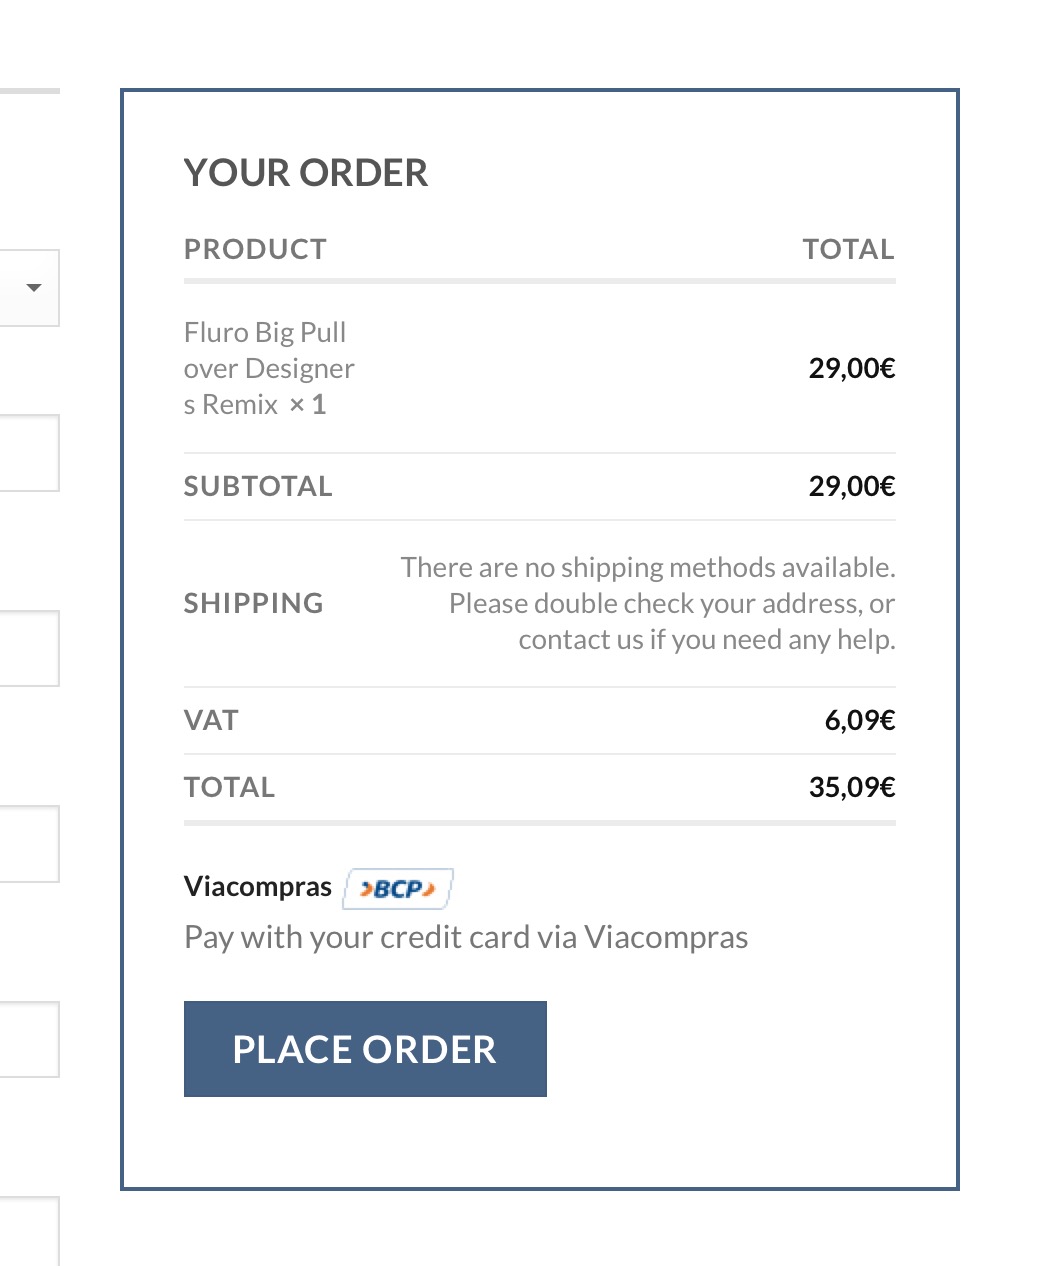 YOUR ORDER
PRODUCT TOTAL
Fluro Big Pull
over Designer 29,00€
s Remix × 1
SUBTOTAL 29,00€
There are no shipping methods available.
SHIPPING Please double check your address, or
contact us if you need any help.
VAT 6,09€
TOTAL 35,09€
Viacompras ›BCP›
Pay with your credit card via Viacompras
PLACE ORDER